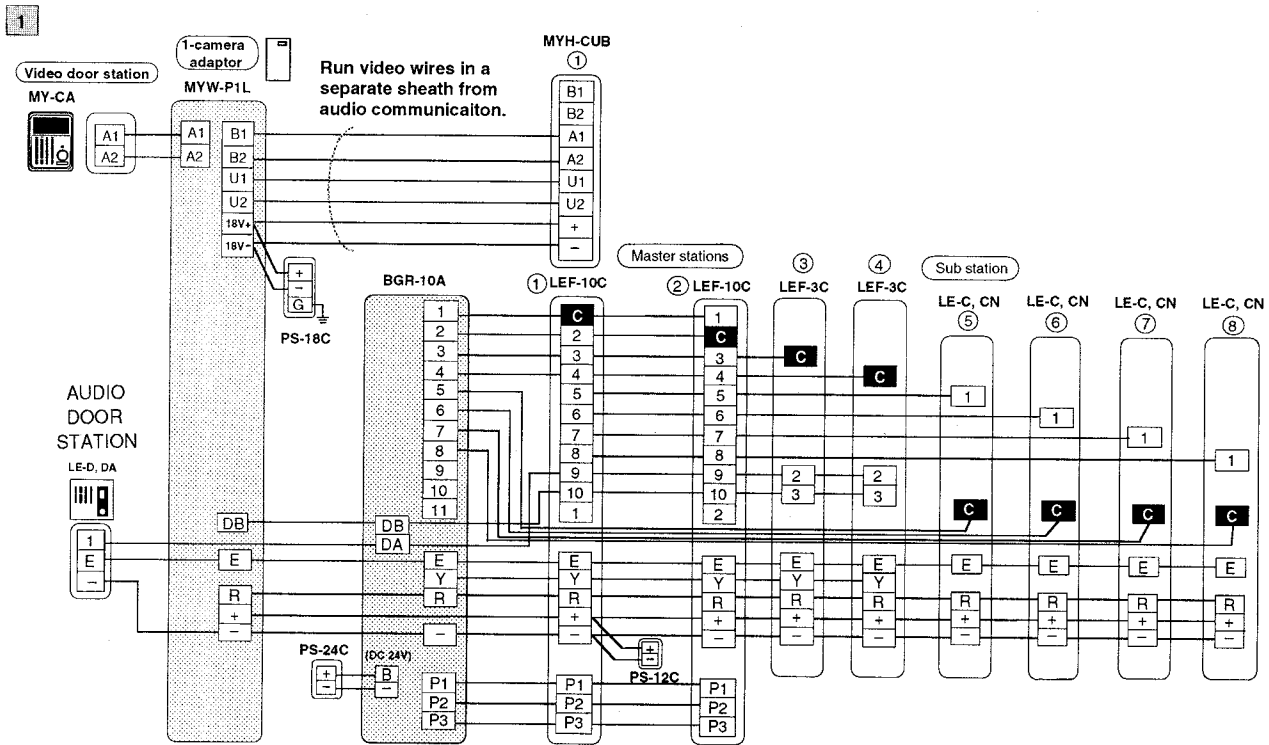 1
Video door station
MY-CA
A1
A2
1-camera
adaptor
MYW-P1L
A1
A2
B1
B2
U1
U2
18V+
18V−
Run video wires in a
separate sheath from
audio communicaiton.
MYH-CUB
①
B1
B2
A1
A2
U1
U2
+
−
+
−
G
PS-18C
AUDIO
DOOR
STATION
LE-D, DA
1
E
−
DB
E
R
+
−
BGR-10A
1
2
3
4
5
6
7
8
9
10
11
DB
DA
E
Y
R
−
PS-24C
+
−
(DC 24V)
B
−
P1
P2
P3
Master stations
① LEF-10C
C
2
3
4
5
6
7
8
9
10
1
E
Y
R
+
−
P1
P2
P3
+
−
PS-12C
② LEF-10C
1
C
3
4
5
6
7
8
9
10
2
E
Y
R
+
−
P1
P2
P3
③
LEF-3C
C
2
3
E
Y
R
+
−
④
LEF-3C
C
2
3
E
Y
R
+
−
Sub station
LE-C, CN
⑤
1
C
E
R
+
−
LE-C, CN
⑥
1
C
E
R
+
−
LE-C, CN
⑦
1
C
E
R
+
−
LE-C, CN
⑧
1
C
E
R
+
−